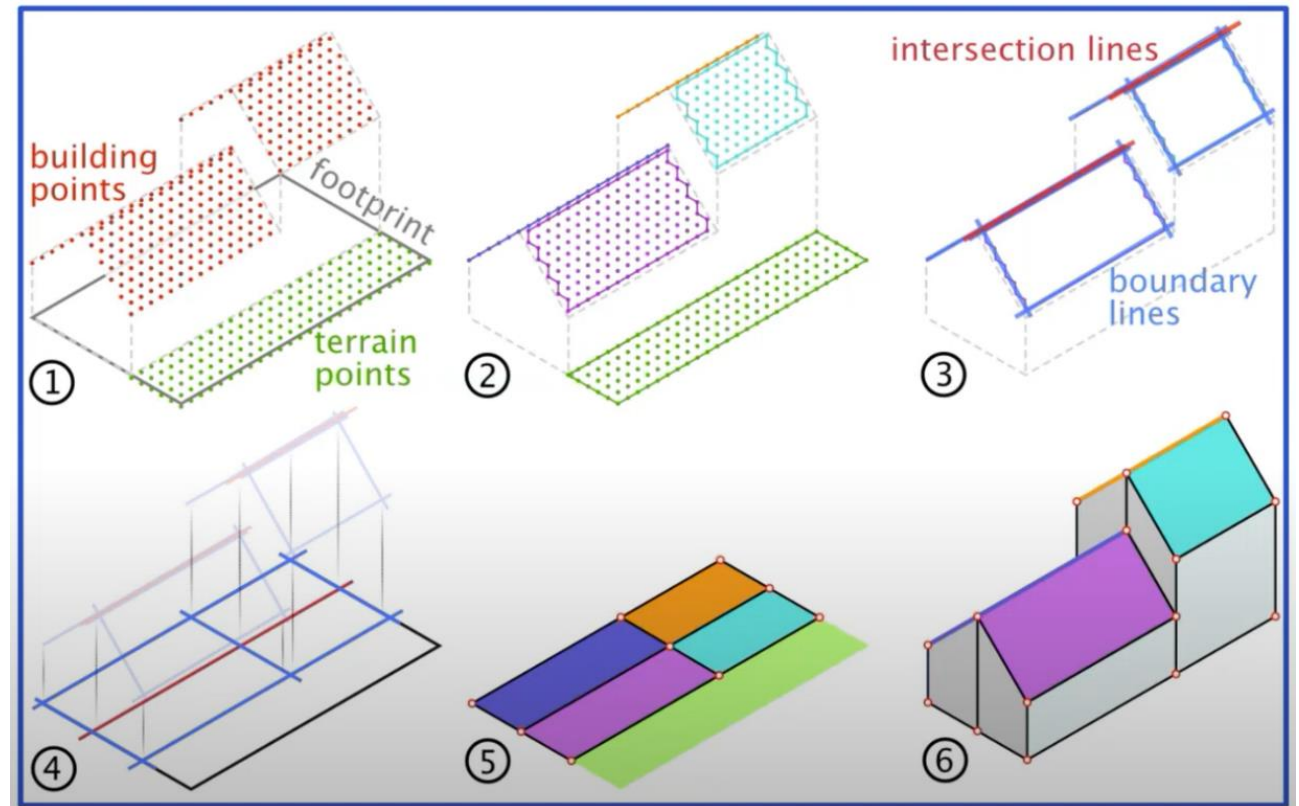 building
points
footprint
terrain
points
①
②
intersection lines
boundary
lines
③
④
⑤
⑥